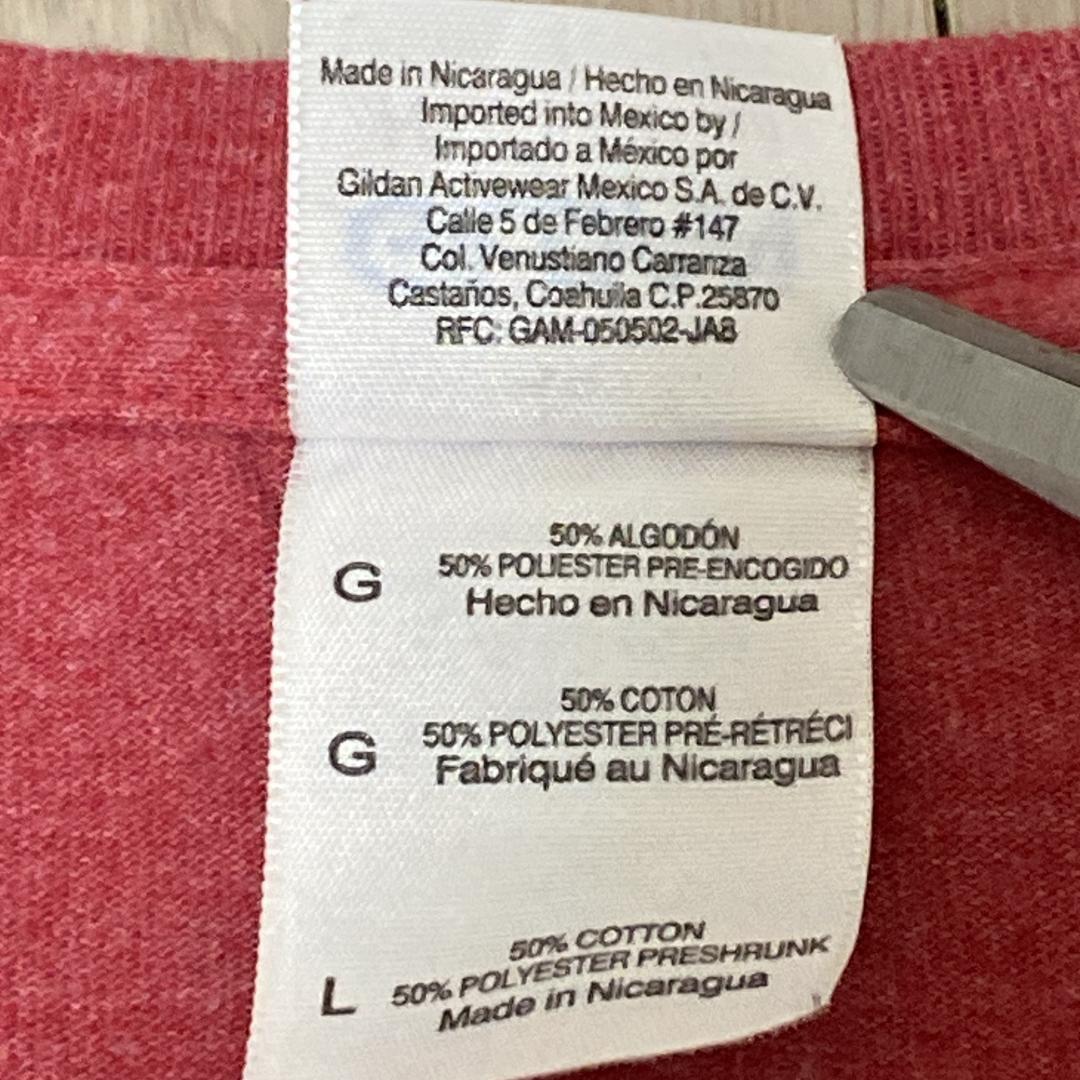 Made in Nicaragua / Hecho en Nicaragua
Imported into Mexico by /
Importado a México por
Gildan Activewear Mexico S.A. de C.V.
Calle 5 de Febrero #147
Col. Venustiano Carranza
Castaños, Coahuila C.P.25870
RFC: GAM-050502-JA8
50% ALGODÓN
G 50% POLIESTER PRE-ENCOGIDO
Hecho en Nicaragua
50% COTON
G 50% POLYESTER PRÉ-RÉTRÉCI
Fabriqué au Nicaragua
50% COTTON
L 50% POLYESTER PRESHRUNK
Made in Nicaragua